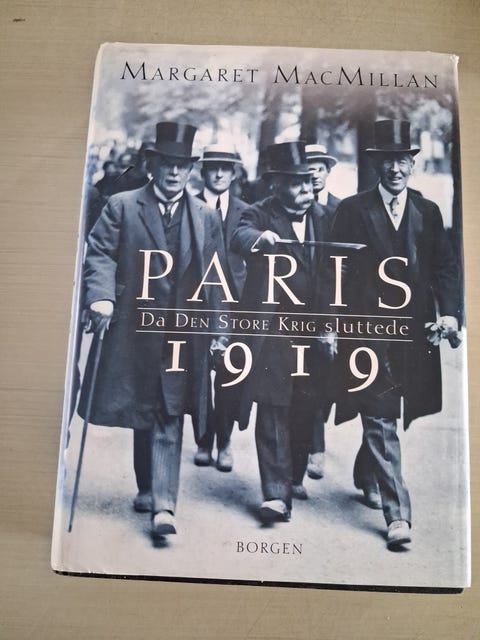 MARGARET MACMILLAN
PARIS
DA DEN STORE KRIG sluttede
1919
BORGEN